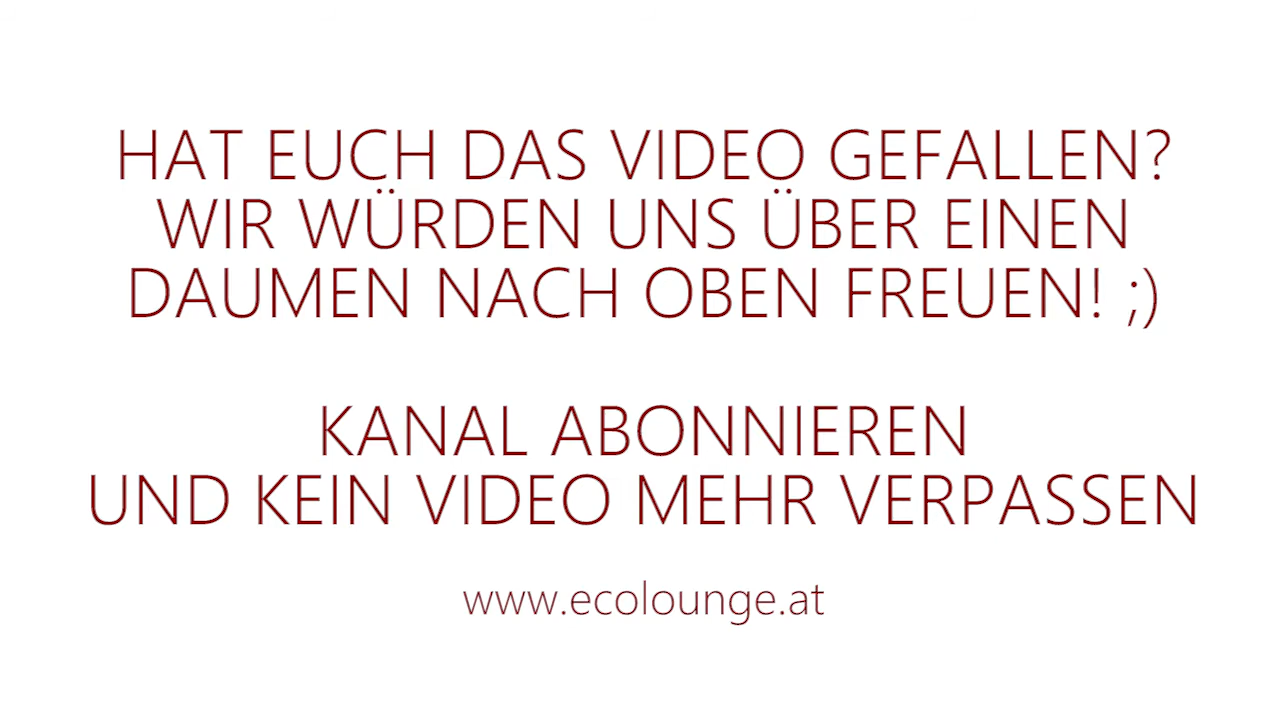 HAT EUCH DAS VIDEO GEFALLEN?
WIR WÜRDEN UNS ÜBER EINEN
DAUMEN NACH OBEN FREUEN! ;)
KANAL ABONNIEREN
UND KEIN VIDEO MEHR VERPASSEN
www.ecolounge.at